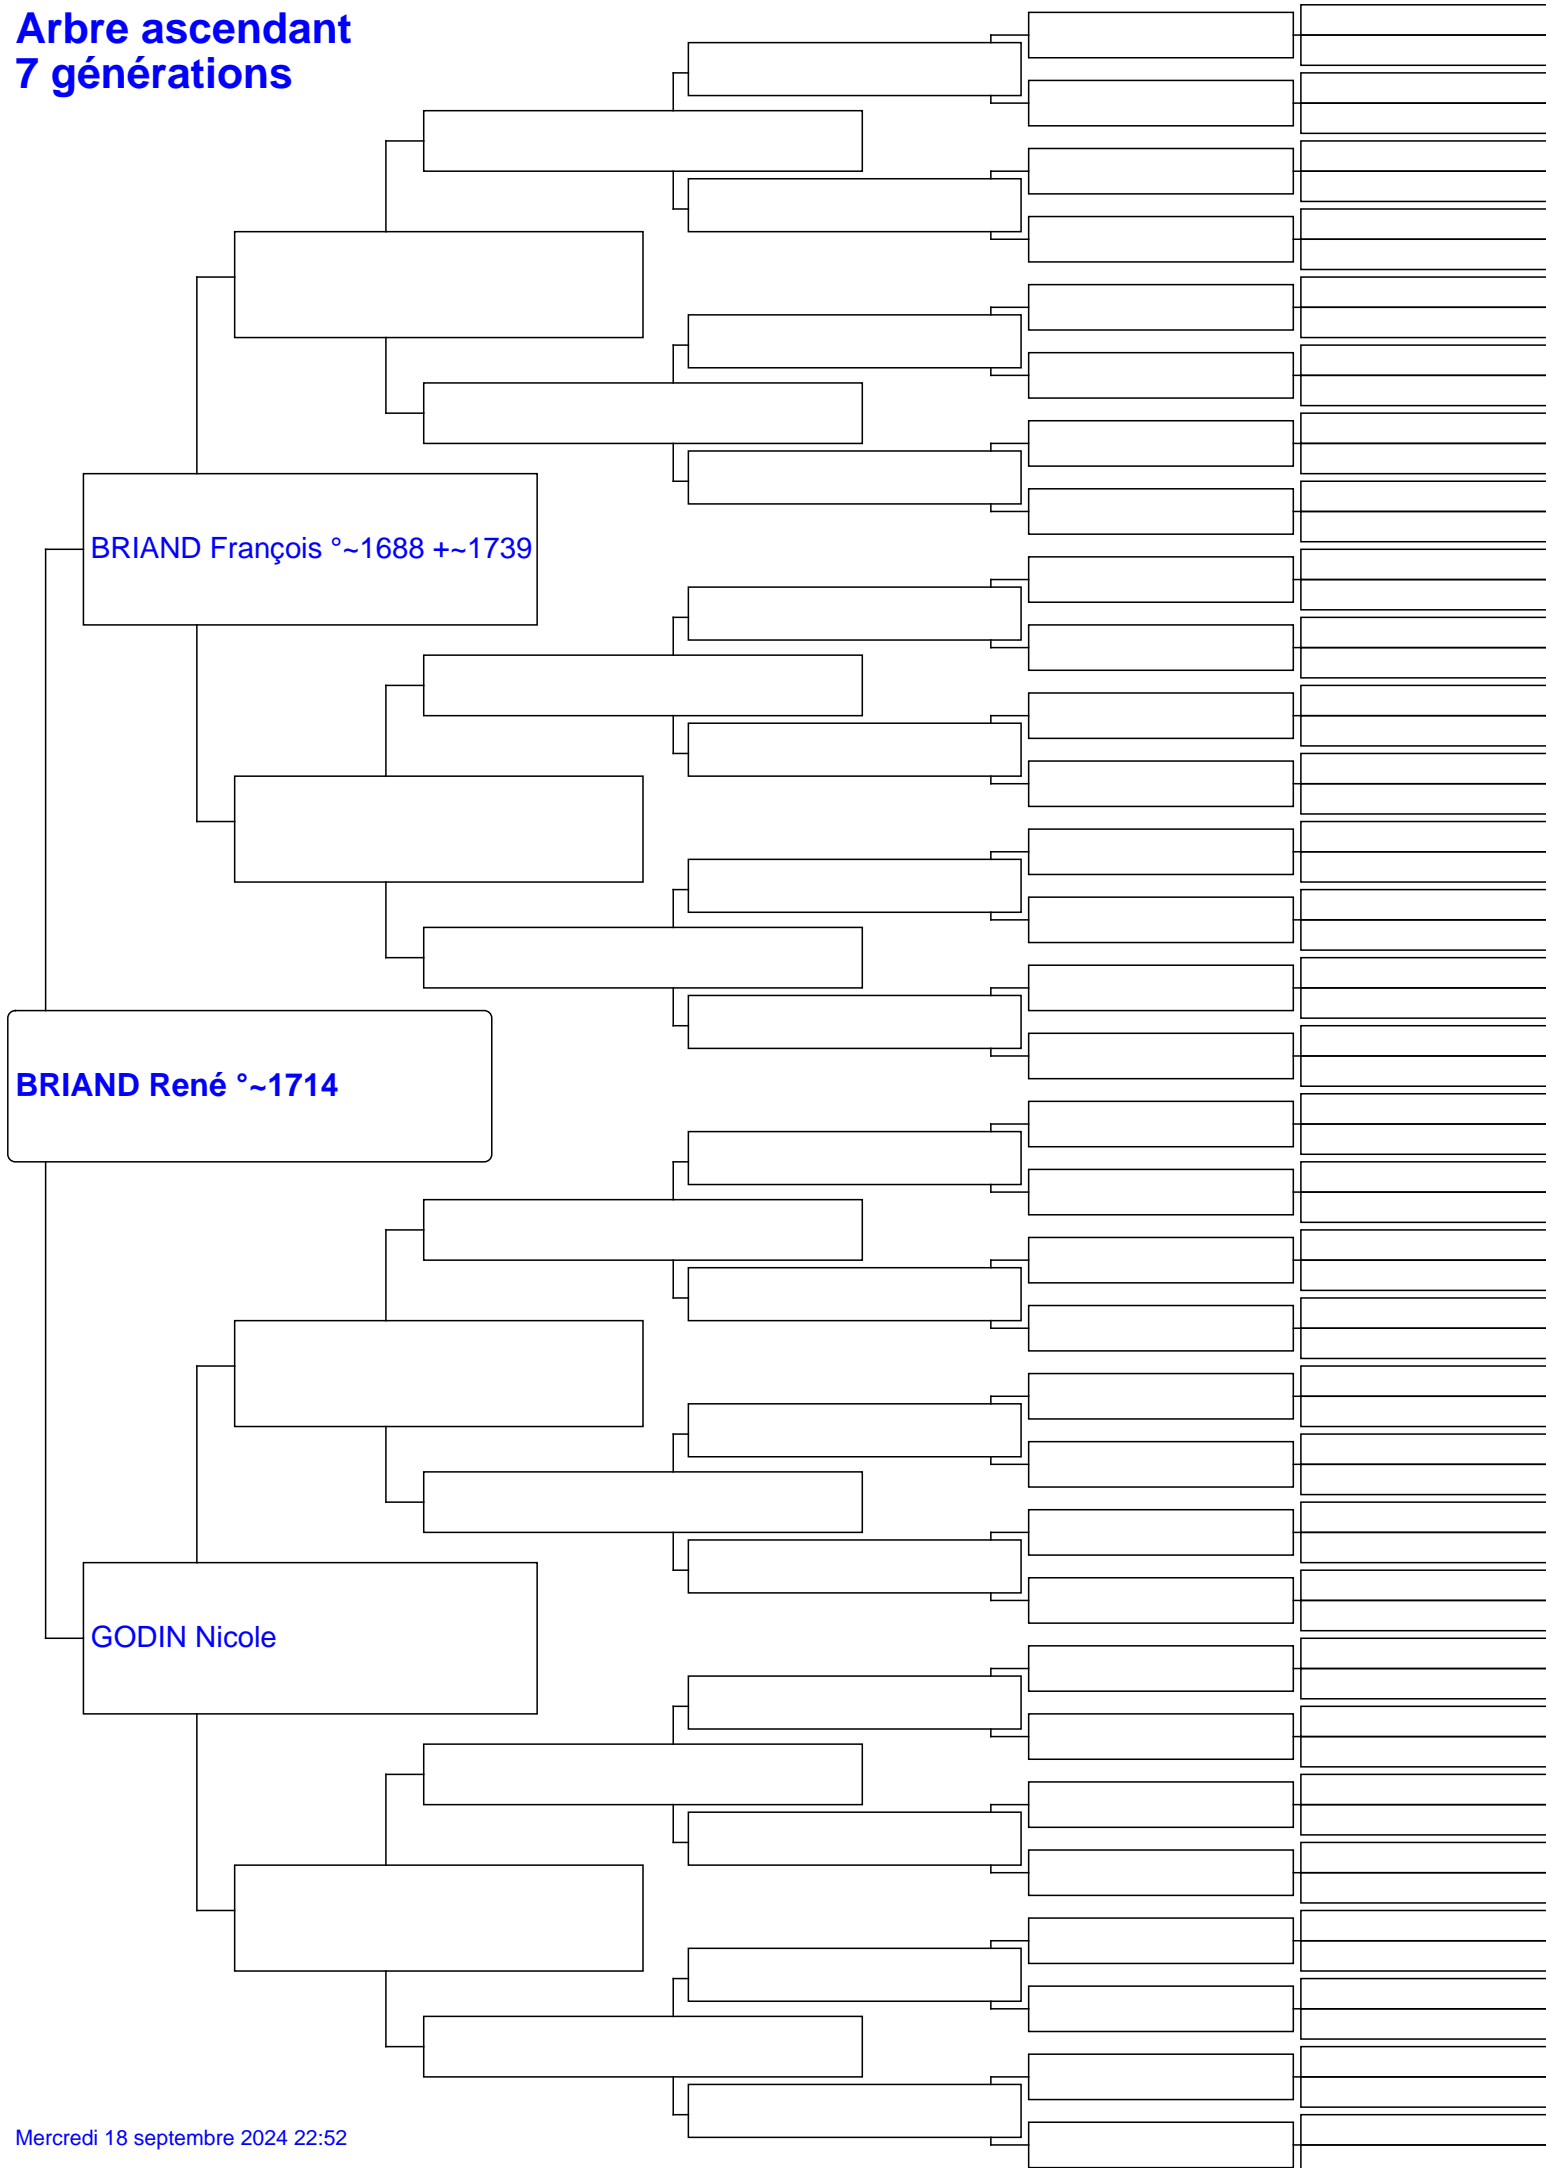 Arbre ascendant
7 générations
BRIAND François °~1688 +~1739
BRIAND René °~1714
GODIN Nicole
Mercredi 18 septembre 2024 22:52